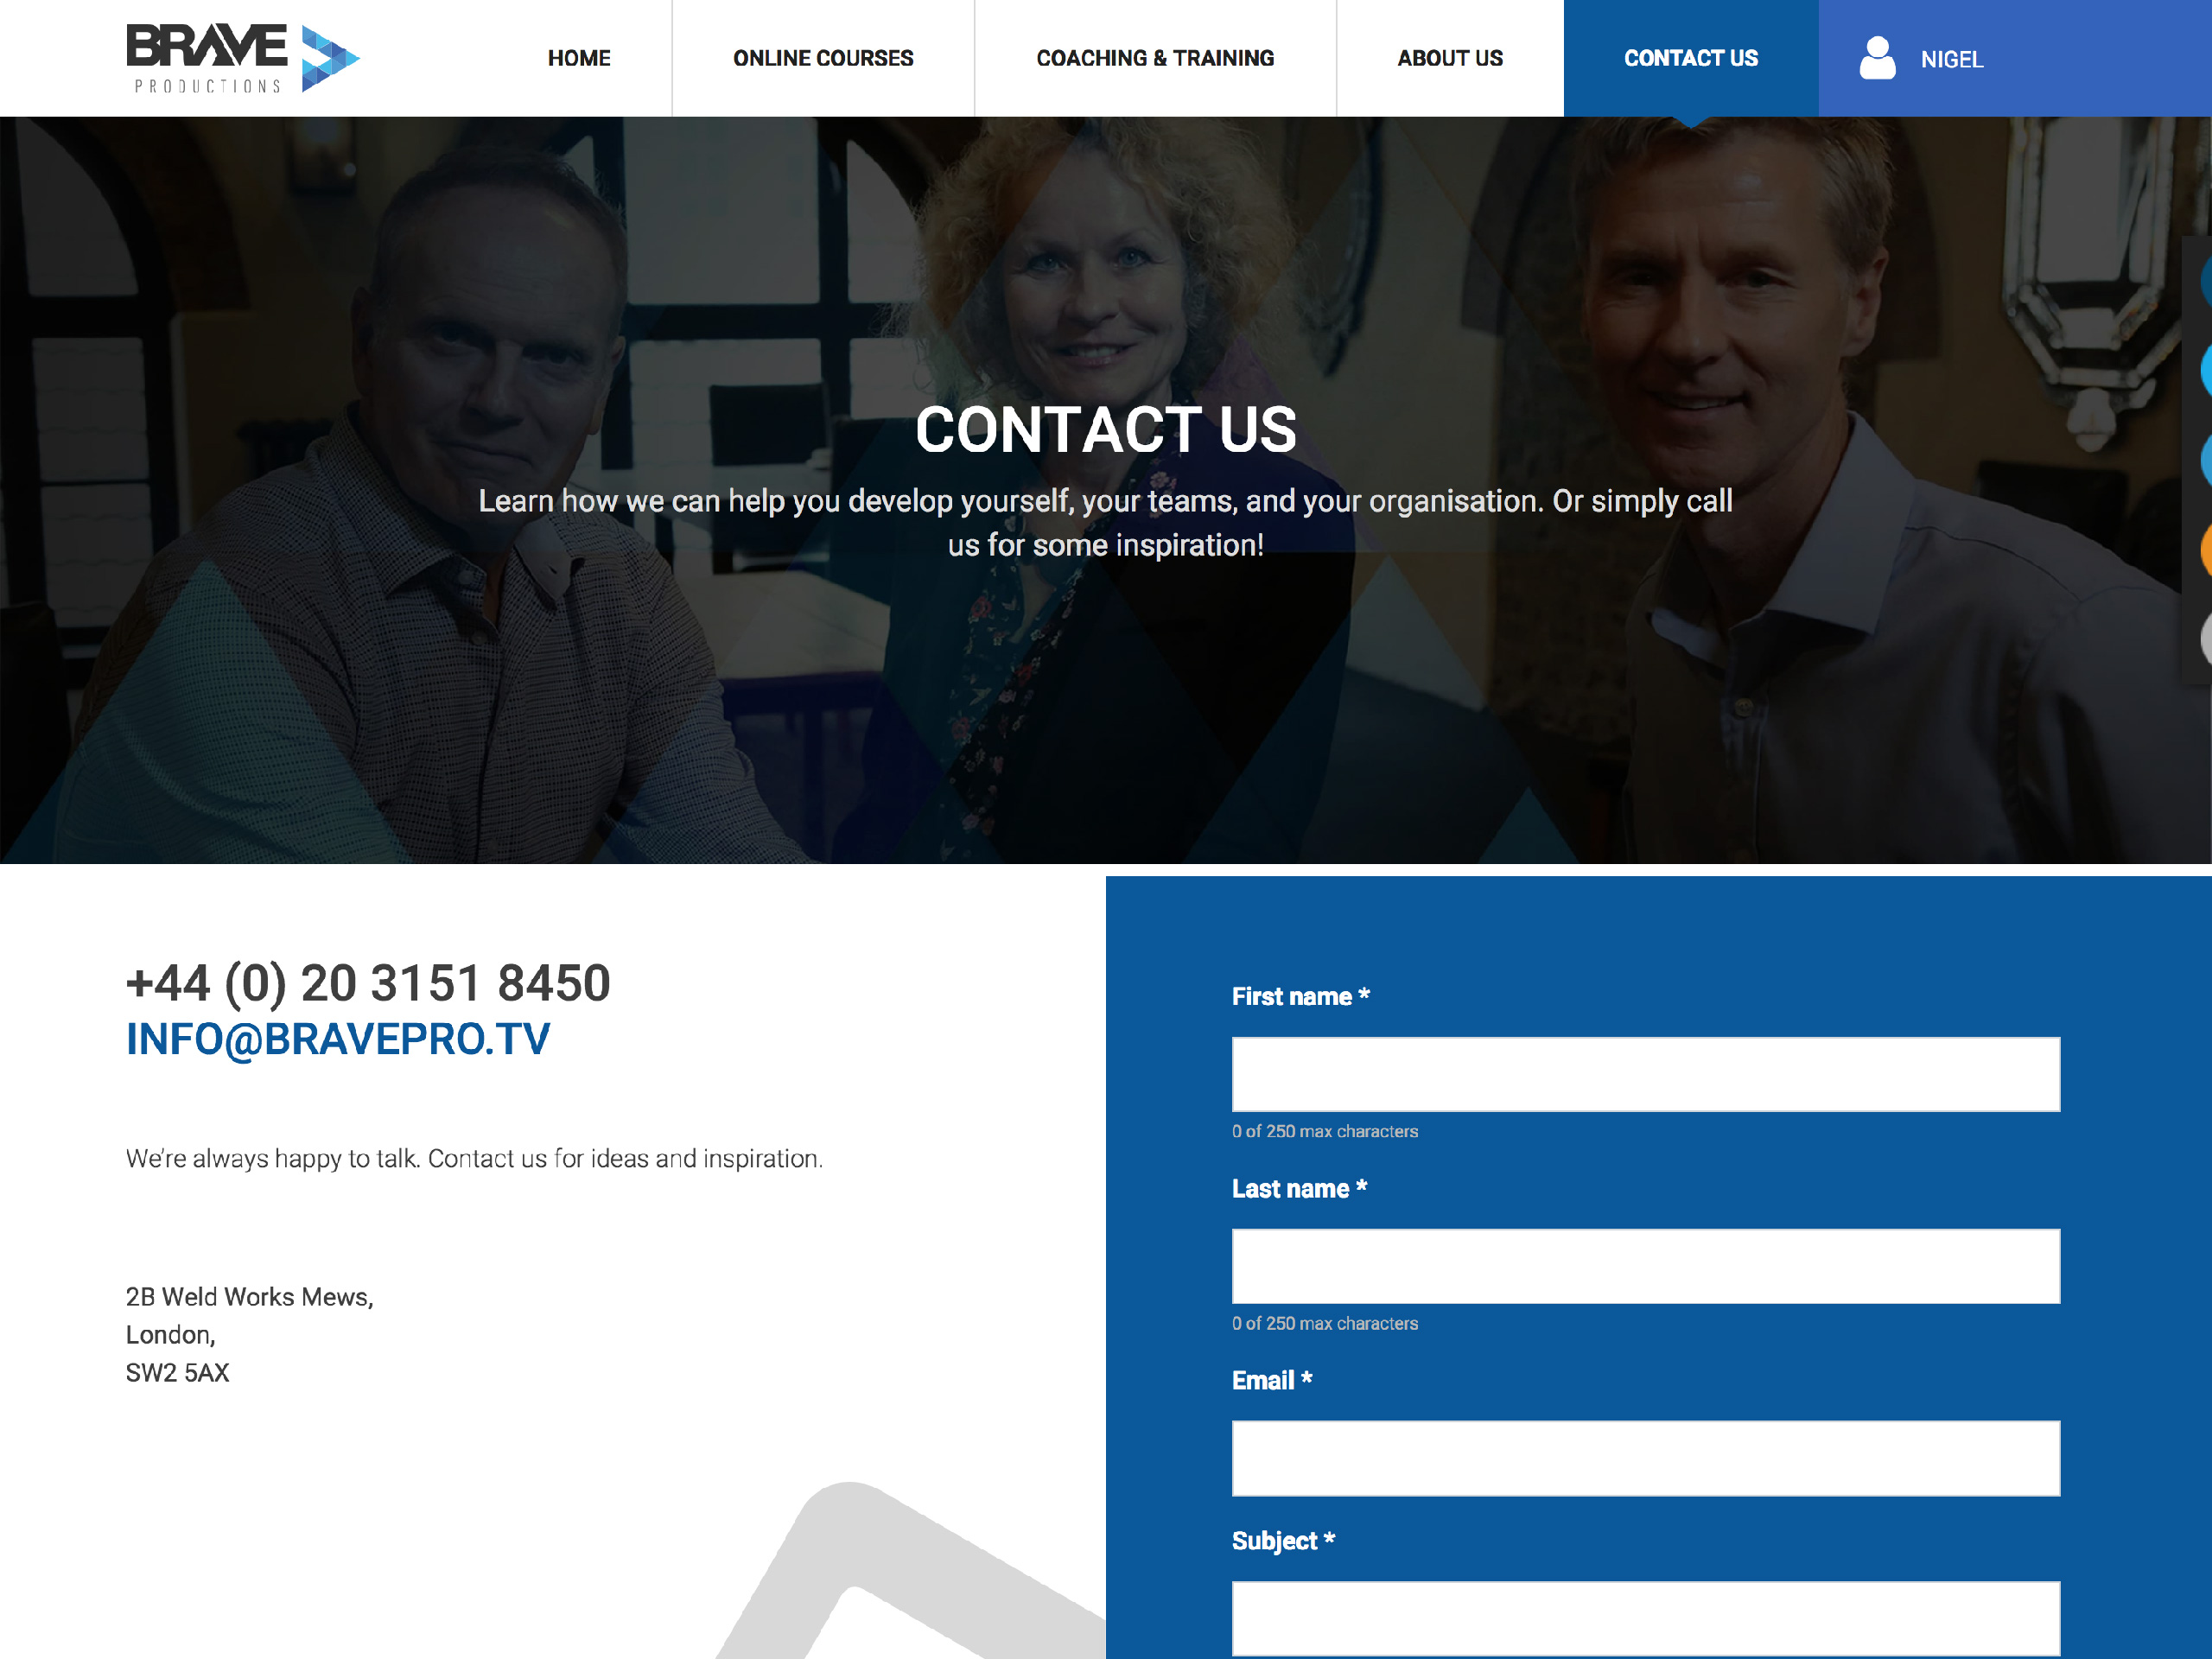 BRAVE
PRODUCTIONS
HOME
ONLINE COURSES
COACHING & TRAINING
ABOUT US
CONTACT US
NIGEL
CONTACT US
Learn how we can help you develop yourself, your teams, and your organisation. Or simply call
us for some inspiration!
+44 (0) 20 3151 8450
INFO@BRAVEPRO.TV
We're always happy to talk. Contact us for ideas and inspiration.
2B Weld Works Mews,
London,
SW2 5AX
First name *
0 of 250 max characters
Last name *
0 of 250 max characters
Email *
Subject *